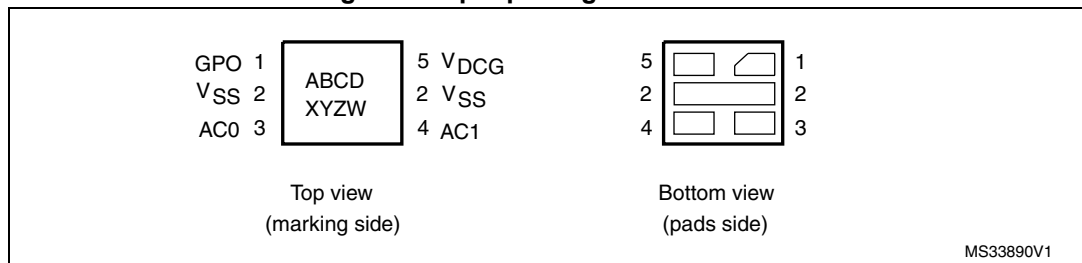 GPO 1 ABCD 5 VDCG 5 1
VSS 2 XYZW 2 VSS 2 2
AC0 3 4 AC1 4 3
Top view Bottom view
(marking side) (pads side)
MS33890V1